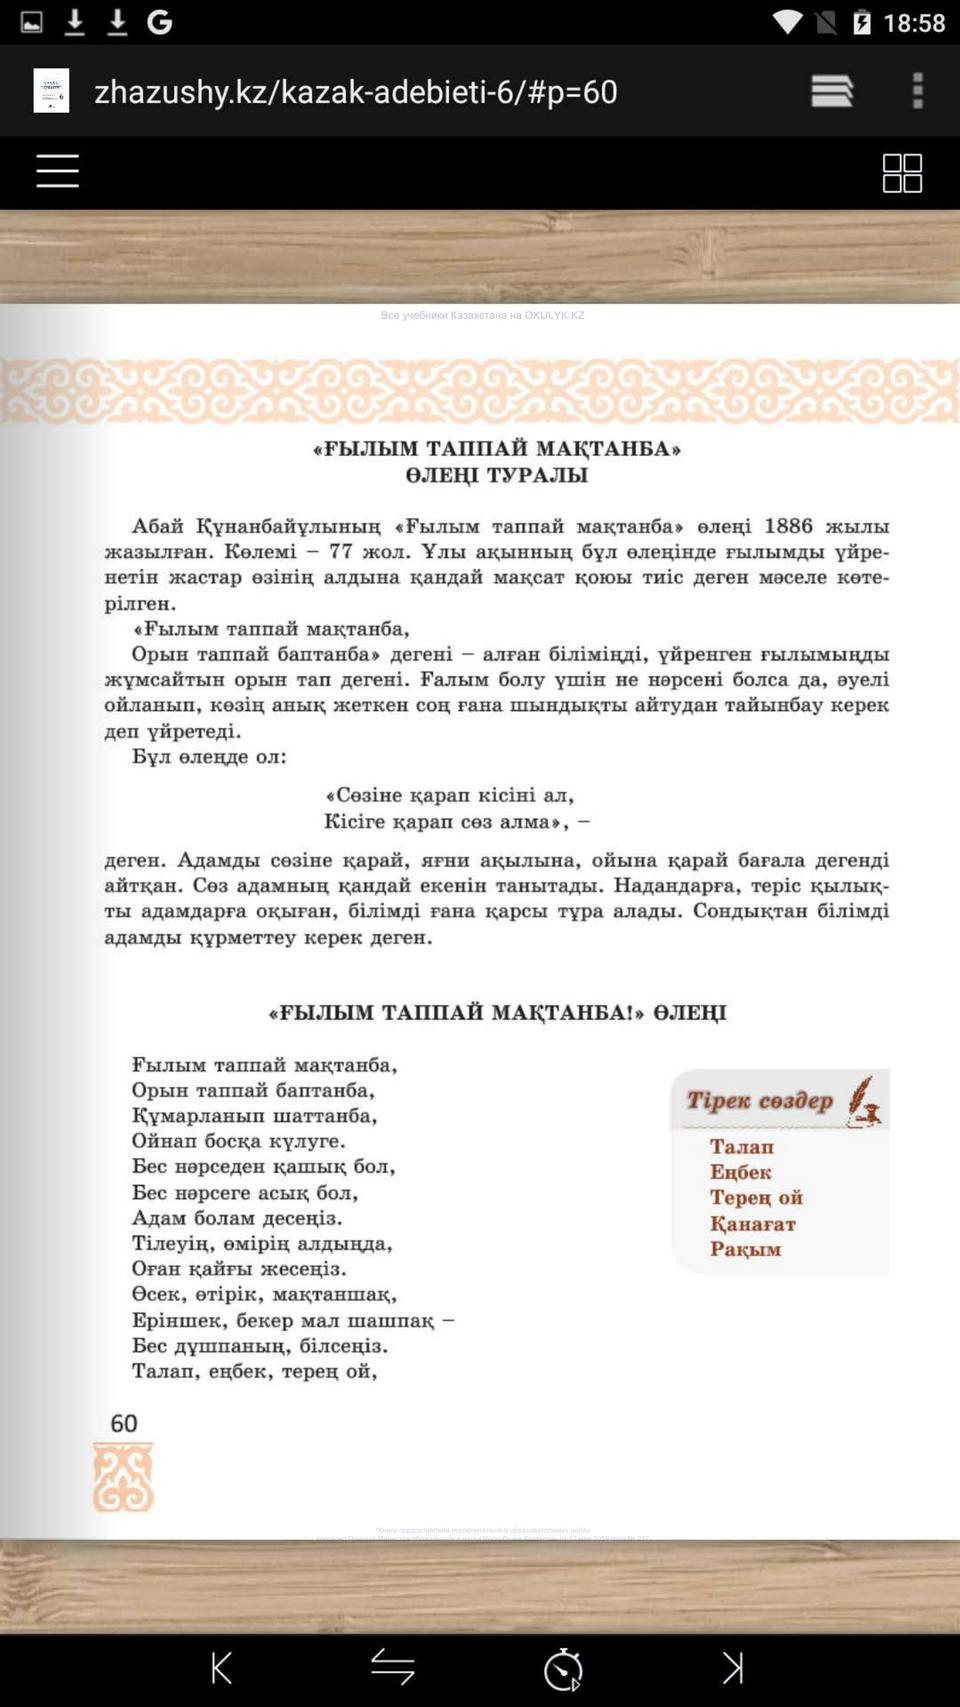 18:58
zhazushy.kz/kazak-adebieti-6/#p=60
Все учебники Казахстана на OKULYK.KZ
«ҒЫЛЫМ ТАППАЙ МАҚТАНБА»
ӨЛЕҢІ ТУРАЛЫ
Абай Құнанбайұлының «Ғылым таппай мақтанба» өлеңі 1886 жылы
жазылған. Көлемі – 77 жол. Ұлы ақынның бұл өлеңінде ғылымды үйре-
нетін жастар өзінің алдына қандай мақсат қоюы тиіс деген мәселе көте-
рілген.
«Ғылым таппай мақтанба,
Орын таппай баптанба» дегені – алған біліміңді, үйренген ғылымыңды
жұмсайтын орын тап дегені. Ғалым болу үшін не нәрсені болса да, әуелі
ойланып, көзің анық жеткен соң ғана шындықты айтудан тайынбау керек
деп үйретеді.
Бұл өлеңде ол:
«Сөзіне қарап кісіні ал,
Кісіге қарап сөз алма», –
деген. Адамды сөзіне қарай, яғни ақылына, ойына қарай бағала дегенді
айтқан. Сөз адамның қандай екенін танытады. Надандарға, теріс қылық-
ты адамдарға оқыған, білімді ғана қарсы тұра алады. Сондықтан білімді
адамды құрметтеу керек деген.
«ҒЫЛЫМ ТАППАЙ МАҚТАНБА!» ӨЛЕҢІ
Ғылым таппай мақтанба,
Орын таппай баптанба,
Құмарланып шаттанба,
Ойнап босқа күлуге.
Бес нәрседен қашық бол,
Бес нәрсеге асық бол,
Адам болам десеңіз.
Тілеуің, өмірің алдыңда,
Оған қайғы жесеңіз.
Өсек, өтірік, мақтаншақ,
Еріншек, бекер мал шашпақ –
Бес дұшпаның, білсеңіз.
Талап, еңбек, терең ой,
Тірек сөздер
Талап
Еңбек
Терең ой
Қанағат
Рақым
60
*Книга предоставлена исключительно в образовательных целях